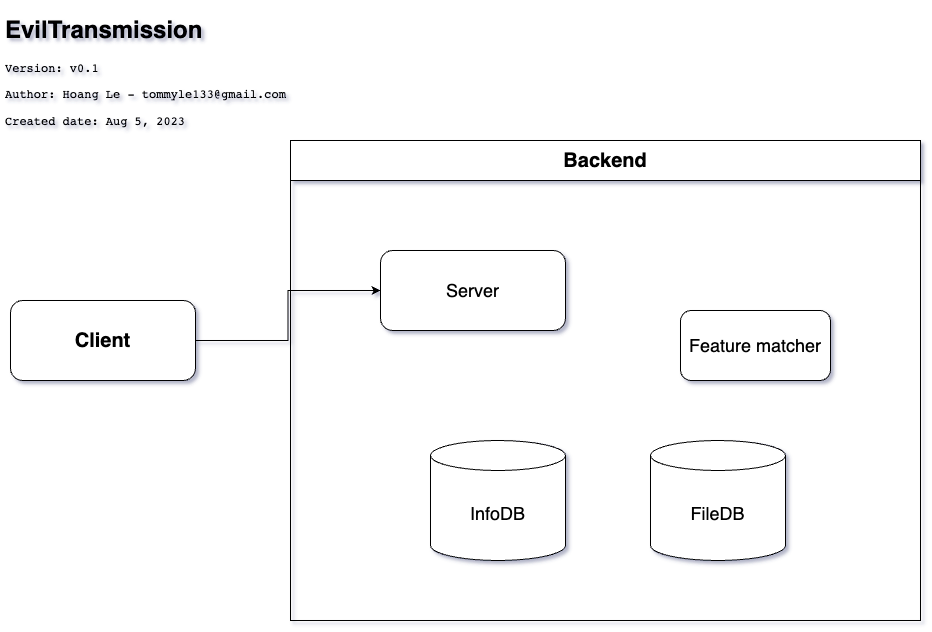 EvilTransmission
Version: v0.1
Author: Hoang Le - tommyle133@gmail.com
Created date: Aug 5, 2023
Backend
Server
Client
Feature matcher
InfoDB
FileDB